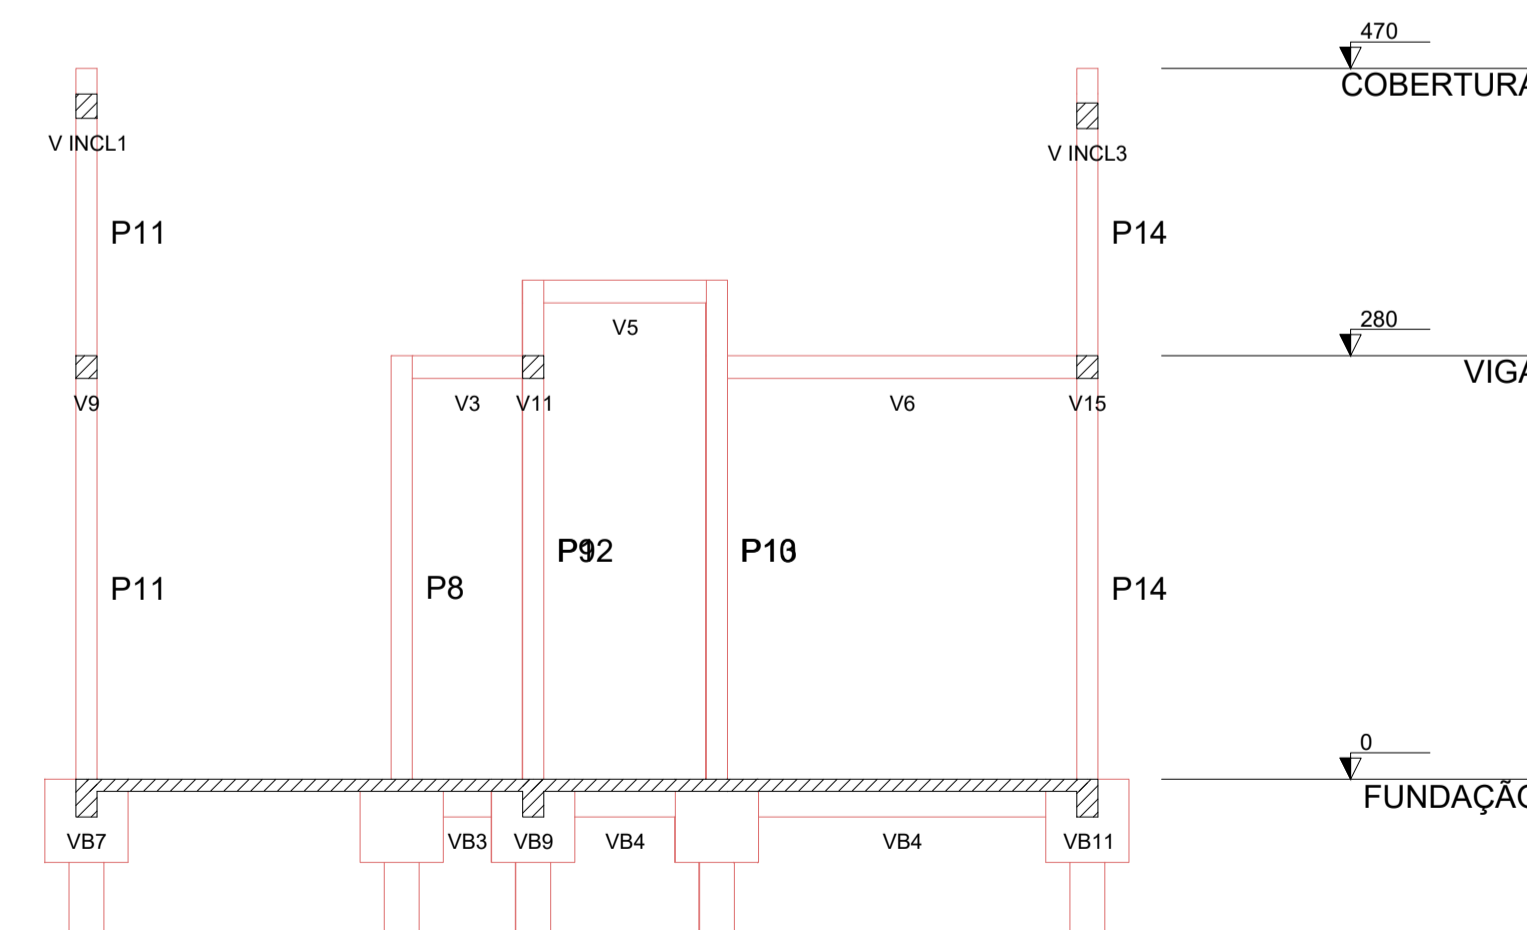 470
COBERTURA
V INCL1
V INCL3
P11
P14
280
V5
VIGA
V9
V3
V11
V6
V15
P11
P8
P14
0
FUNDAÇÃO
VB7
VB3
VB9
VB4
VB4
VB11